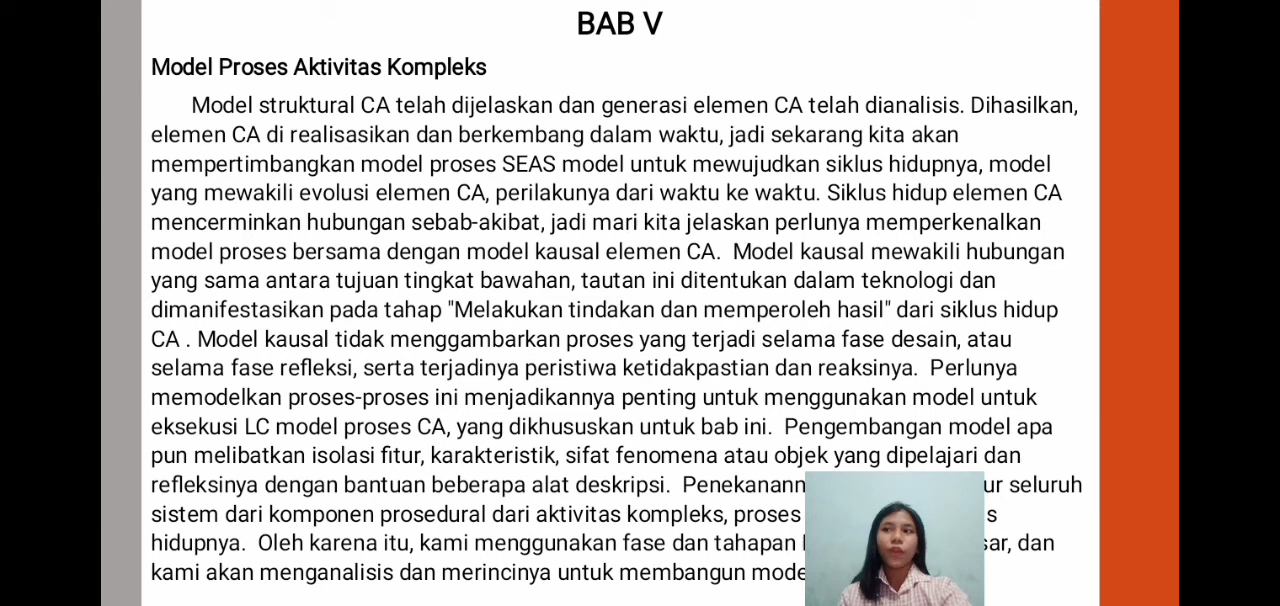 BAB V
Model Proses Aktivitas Kompleks
Model struktural CA telah dijelaskan dan generasi elemen CA telah dianalisis. Dihasilkan,
elemen CA di realisasikan dan berkembang dalam waktu, jadi sekarang kita akan
mempertimbangkan model proses SEAS model untuk mewujudkan siklus hidupnya, model
yang mewakili evolusi elemen CA, perilakunya dari waktu ke waktu. Siklus hidup elemen CA
mencerminkan hubungan sebab-akibat, jadi mari kita jelaskan perlunya memperkenalkan
model proses bersama dengan model kausal elemen CA. Model kausal mewakili hubungan
yang sama antara tujuan tingkat bawahan, tautan ini ditentukan dalam teknologi dan
dimanifestasikan pada tahap "Melakukan tindakan dan memperoleh hasil" dari siklus hidup
CA . Model kausal tidak menggambarkan proses yang terjadi selama fase desain, atau
selama fase refleksi, serta terjadinya peristiwa ketidakpastian dan reaksinya. Perlunya
memodelkan proses-proses ini menjadikannya penting untuk menggunakan model untuk
eksekusi LC model proses CA, yang dikhususkan untuk bab ini. Pengembangan model apa
pun melibatkan isolasi fitur, karakteristik, sifat fenomena atau objek yang dipelajari dan
refleksinya dengan bantuan beberapa alat deskripsi. seluruh
sistem dari komponen prosedural dari aktivitas kompleks, proses
hidupnya. Oleh karena itu, kami menggunakan fase dan tahapan dan
kami akan menganalisis dan merincinya untuk membangun